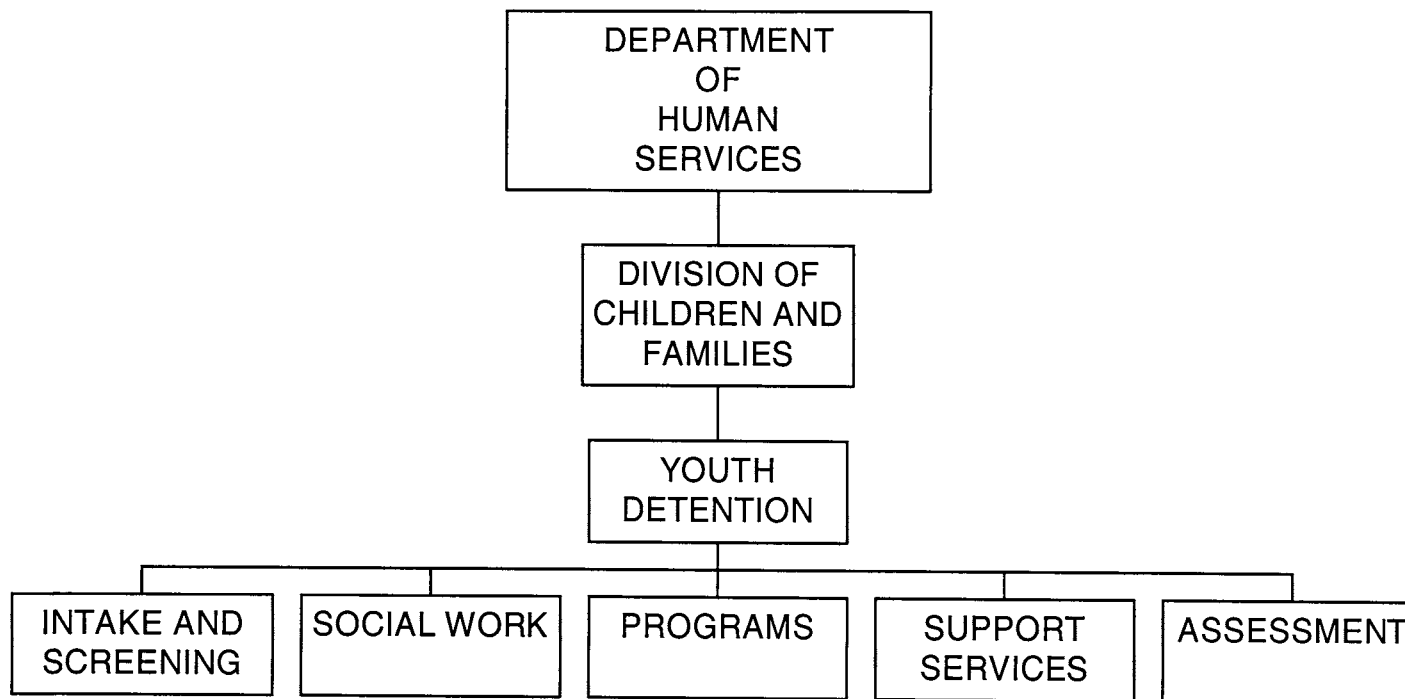 DEPARTMENT
OF
HUMAN
SERVICES
DIVISION OF
CHILDREN AND
FAMILIES
YOUTH
DETENTION
INTAKE AND
SCREENING
SOCIAL WORK
PROGRAMS
SUPPORT
SERVICES
ASSESSMENT